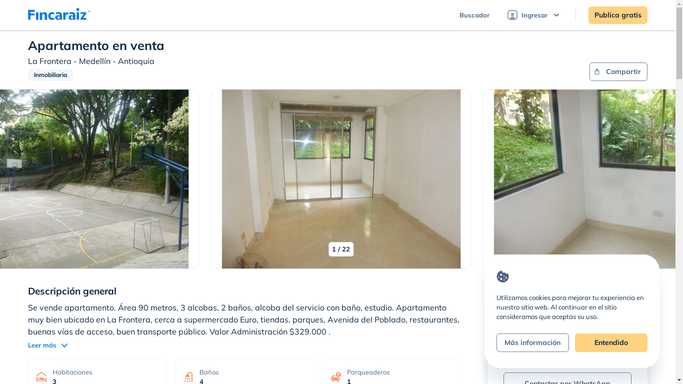 Fincaraiz
Buscador
Ingresar
Publica gratis
Apartamento en venta
La Frontera - Medellín - Antioquia
Inmobiliaria
Compartir
1 / 22
Descripción general
Se vende apartamento. Área 90 metros, 3 alcobas, 2 baños, alcoba del servicio con baño, estudio. Apartamento
muy bien ubicado en La Frontera, cerca a supermercado Euro, tiendas, parques, Avenida del Poblado, restaurantes,
buenas vías de acceso, buen transporte público. Valor Administración $329.000 .
Leer más
Habitaciones
3
Baños
4
Parqueaderos
1
Utilizamos cookies para mejorar tu experiencia en
nuestro sitio web. Al continuar en el sitio
consideramos que aceptas su uso.
Más información
Entendido
Contactar por WhatsApp